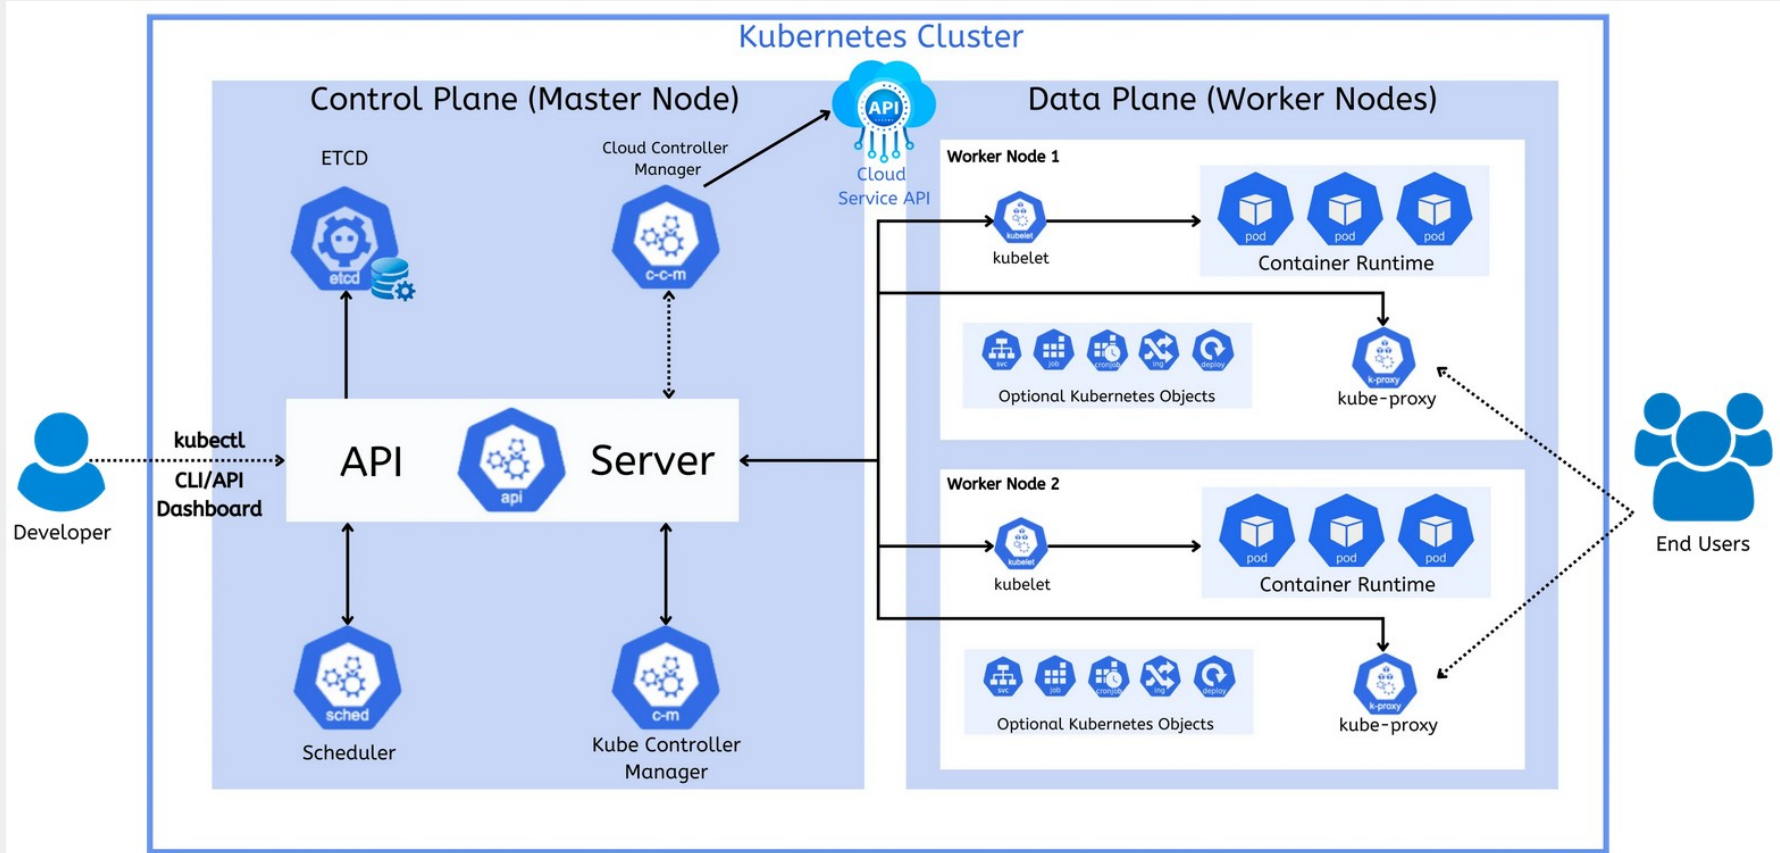 Kubernetes Cluster
Control Plane (Master Node)
ETCD
etcd
Cloud Controller
Manager
c-c-m
API
Cloud
Service API
kubectl
CLI/API
Dashboard
Developer
API
api
Server
sched
Scheduler
c-m
Kube Controller
Manager
Data Plane (Worker Nodes)
Worker Node 1
kubelet
kubelet
pod
pod
pod
Container Runtime
svc
job
cronjob
ing
deploy
Optional Kubernetes Objects
k-proxy
kube-proxy
Worker Node 2
kubelet
kubelet
pod
pod
pod
Container Runtime
svc
job
cronjob
ing
deploy
Optional Kubernetes Objects
k-proxy
kube-proxy
End Users